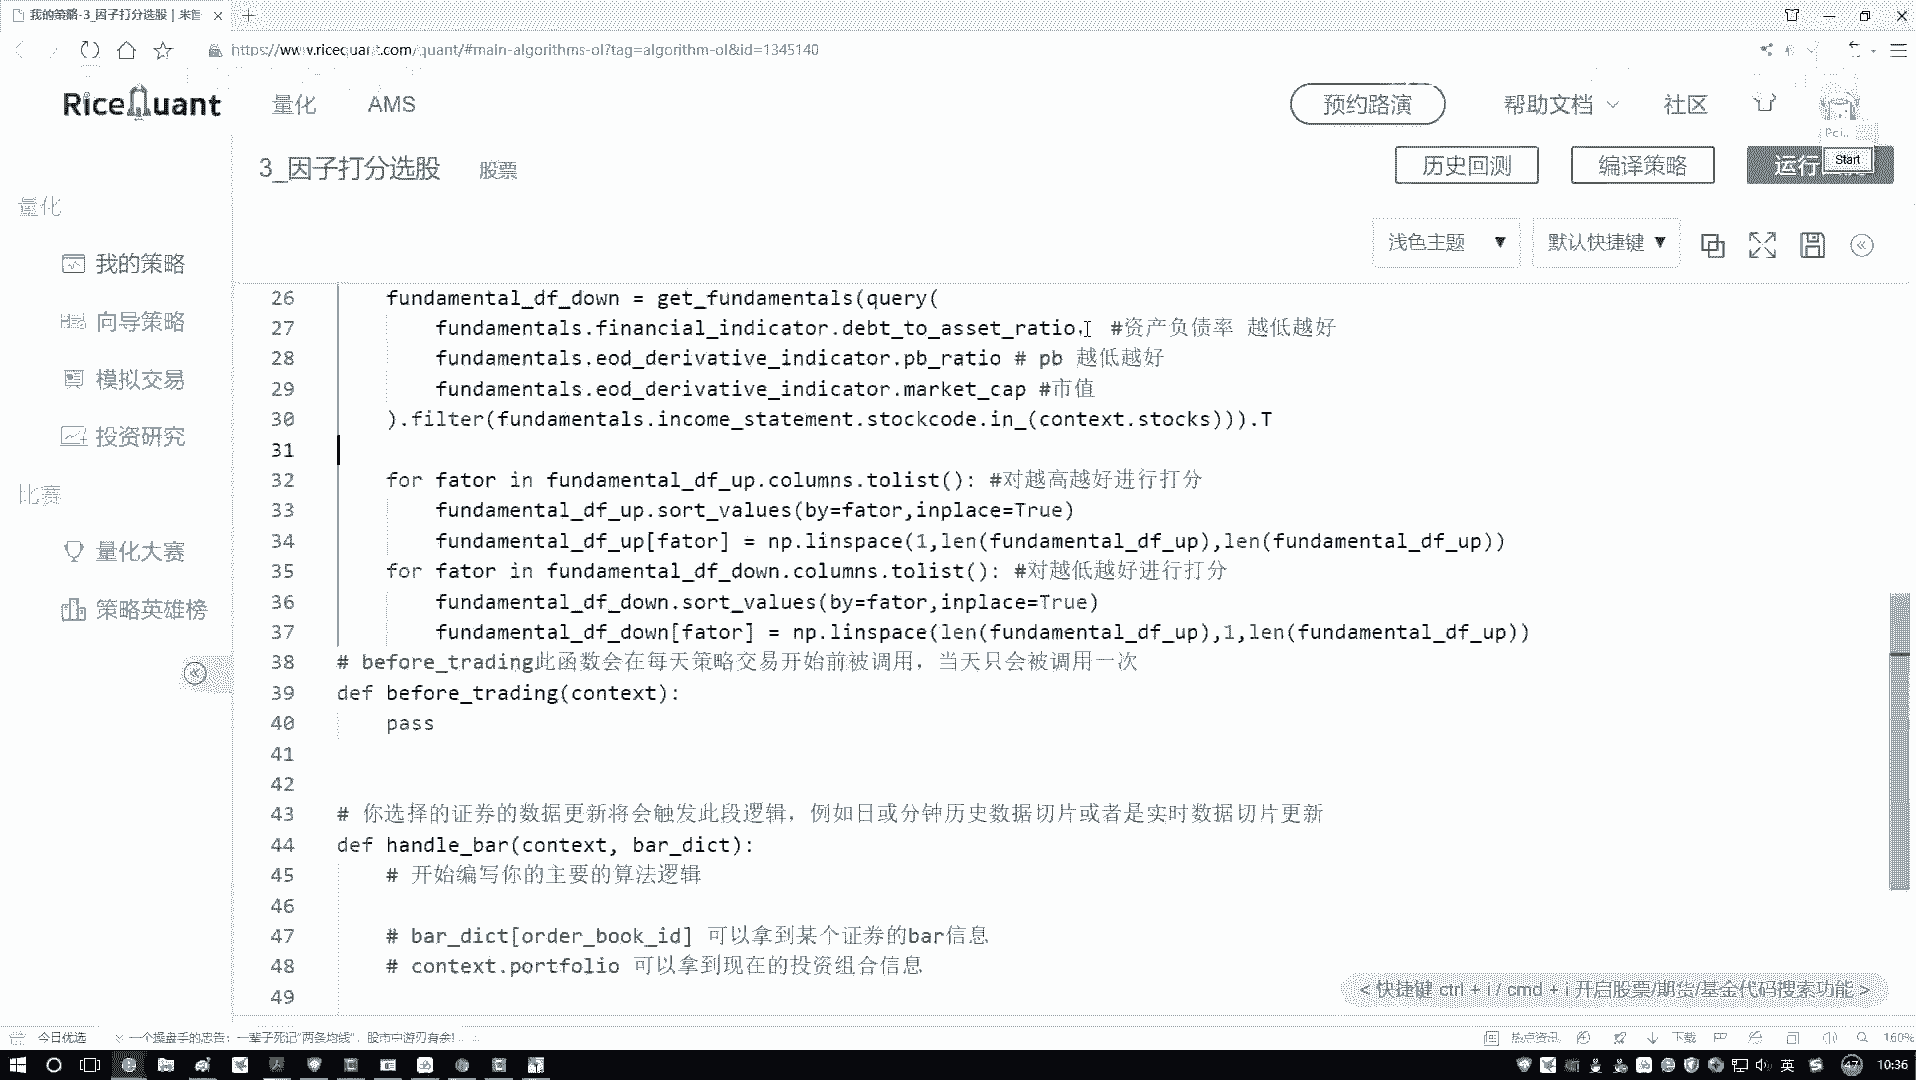 我的策略-3_因子打分选股 | 米
https://www.ricequant.com/quant/#main-algorithms-ol?tag=algorithm-ol&id=1345140
RiceQuant 量化 AMS 预约路演 帮助文档 社区
3_因子打分选股 股票 历史回测 编译策略 运行
Start
浅色主题 默认快捷键
量化
我的策略
向导策略
模拟交易
投资研究
比赛
量化大赛
策略英雄榜
26 fundamental_df_down = get_fundamentals(query(
27 fundamentals.financial_indicator.debt_to_asset_ratio, #资产负债率 越低越好
28 fundamentals.eod_derivative_indicator.pb_ratio # pb 越低越好
29 fundamentals.eod_derivative_indicator.market_cap #市值
30 ).filter(fundamentals.income_statement.stockcode.in_(context.stocks))).T
31
32 for fator in fundamental_df_up.columns.tolist(): #对越高越好进行打分
33 fundamental_df_up.sort_values(by=fator,inplace=True)
34 fundamental_df_up[fator] = np.linspace(1,len(fundamental_df_up),len(fundamental_df_up))
35 for fator in fundamental_df_down.columns.tolist(): #对越低越好进行打分
36 fundamental_df_down.sort_values(by=fator,inplace=True)
37 fundamental_df_down[fator] = np.linspace(len(fundamental_df_up),1,len(fundamental_df_up))
38 # before_trading此函数会在每天策略交易开始前被调用，当天只会被调用一次
39 def before_trading(context):
40 pass
41
42
43 # 你选择的证券的数据更新将会触发此段逻辑，例如日或分钟历史数据切片或者是实时数据切片更新
44 def handle_bar(context, bar_dict):
45 # 开始编写你的主要的算法逻辑
46
47 # bar_dict[order_book_id] 可以拿到某个证券的bar信息
48 # context.portfolio 可以拿到现在的投资组合信息
49
< 快捷键 ctrl + i / cmd + i 开启股票/期货/基金代码搜索功能 >
今日优选 一个操盘手的忠告：一辈子死记“两条均线”，股市中游刃有余！ 热点资讯 下载 160%
英 47 10:36